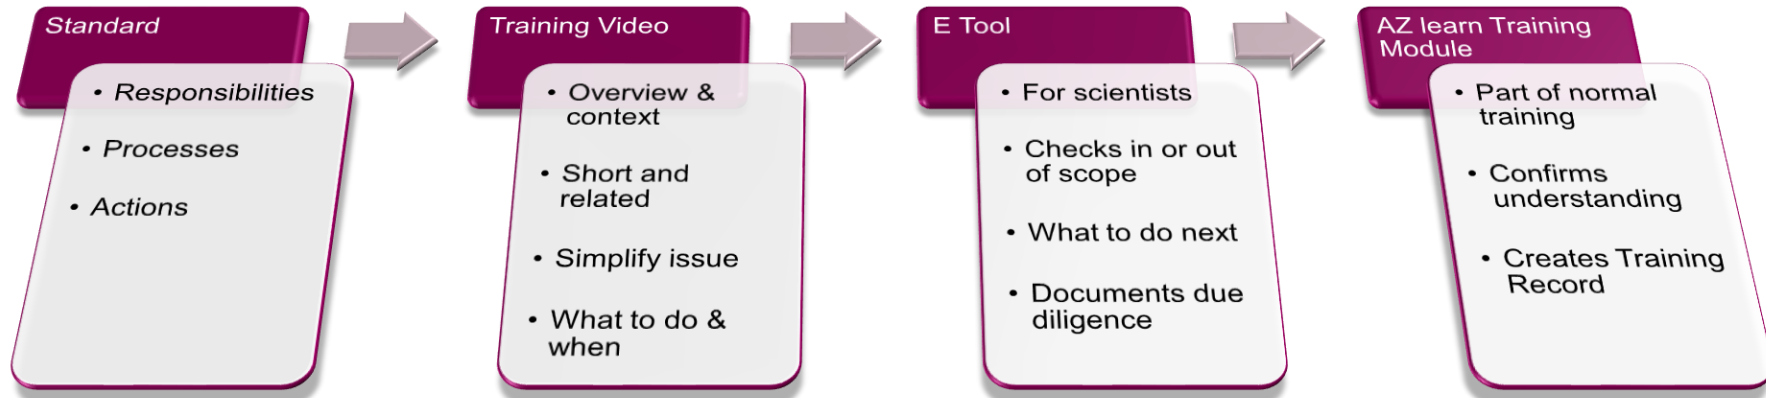 Standard
• Responsibilities
• Processes
• Actions
Training Video
• Overview &
context
• Short and
related
• Simplify issue
• What to do &
when
E Tool
• For scientists
• Checks in or out
of scope
• What to do next
• Documents due
diligence
AZ learn Training
Module
• Part of normal
training
• Confirms
understanding
• Creates Training
Record